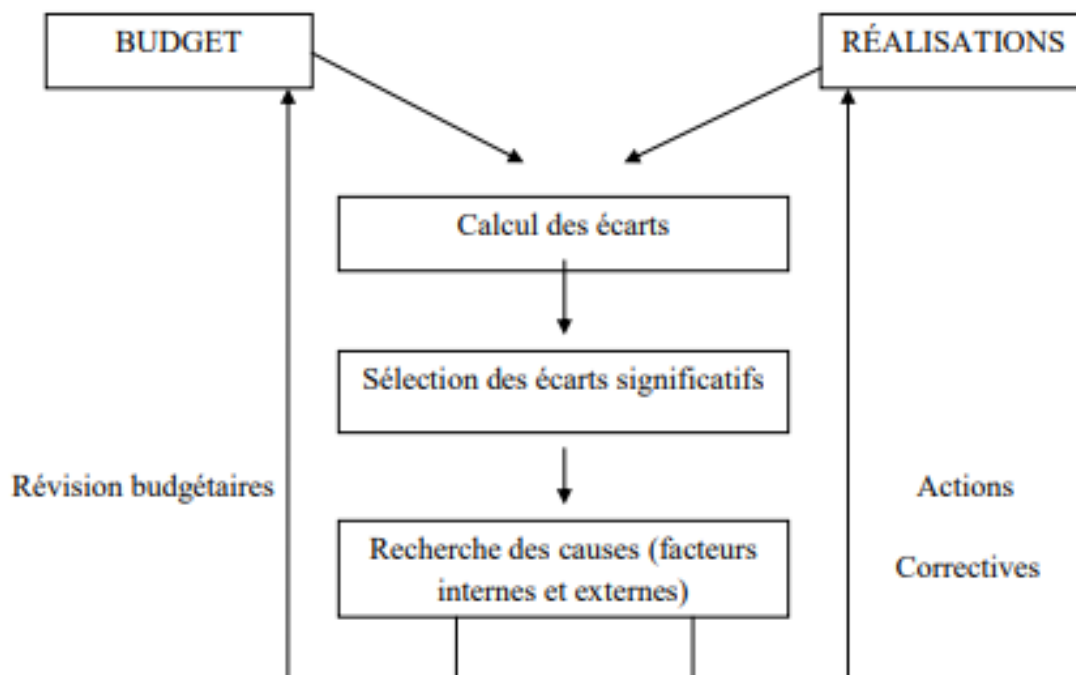 BUDGET
RÉALISATIONS
Calcul des écarts
Sélection des écarts significatifs
Révision budgétaires
Actions
Correctives
Recherche des causes (facteurs
internes et externes)